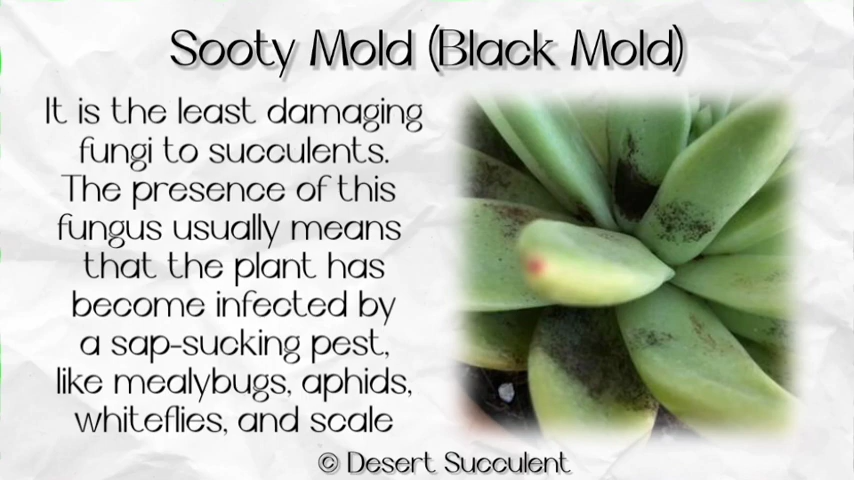 Sooty Mold (Black Mold)
It is the least damaging
fungi to succulents.
The presence of this
fungus usually means
that the plant has
become infected by
a sap-sucking pest,
like mealybugs, aphids,
whiteflies, and scale
© Desert Succulent